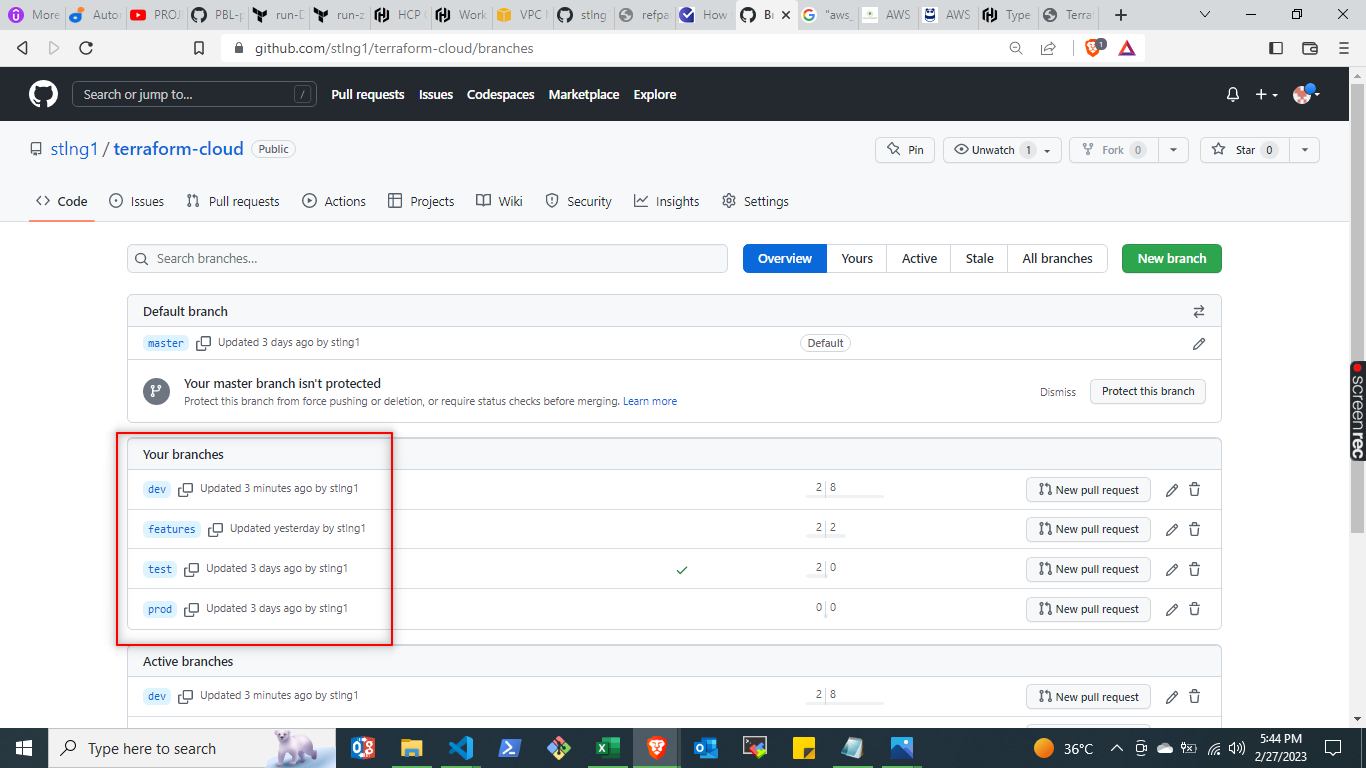 More
Autor
PROJ
PBL-p
run-D
run-z
HCP
Work
VPC
stlng
refpa
How
Br
"aws_
AWS
AWS
Type
Terra
github.com/stlng1/terraform-cloud/branches
1
Search or jump to...
/
Pull requests
Issues
Codespaces
Marketplace
Explore
stlng1 / terraform-cloud
Public
Pin
Unwatch 1
Fork 0
Star 0
Code
Issues
Pull requests
Actions
Projects
Wiki
Security
Insights
Settings
Search branches...
Overview
Yours
Active
Stale
All branches
New branch
Default branch
master
Updated 3 days ago by stlng1
Default
Your master branch isn't protected
Protect this branch from force pushing or deletion, or require status checks before merging. Learn more
Dismiss
Protect this branch
Your branches
dev
Updated 3 minutes ago by stlng1
2 8
New pull request
features
Updated yesterday by stlng1
2 2
New pull request
test
Updated 3 days ago by stlng1
2 0
New pull request
prod
Updated 3 days ago by stlng1
0 0
New pull request
Active branches
dev
Updated 3 minutes ago by stlng1
2 8
New pull request
screenrec
Type here to search
36°C
5:44 PM
2/27/2023